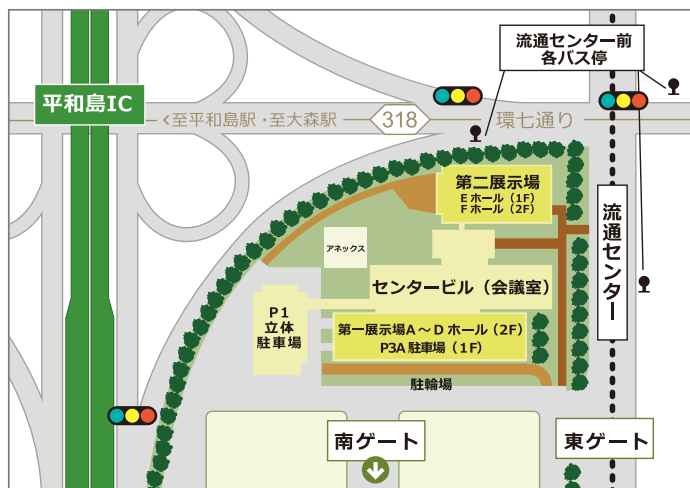 流通センター前
各バス停
平和島IC
<至平和島駅・至大森駅
318
環七通り
第二展示場
Eホール(1F)
Fホール(2F)
アネックス
流通センター
センタービル(会議室)
P1
立体
駐車場
第一展示場A～Dホール(2F)
P3A 駐車場(1F)
駐輪場
南ゲート
東ゲート